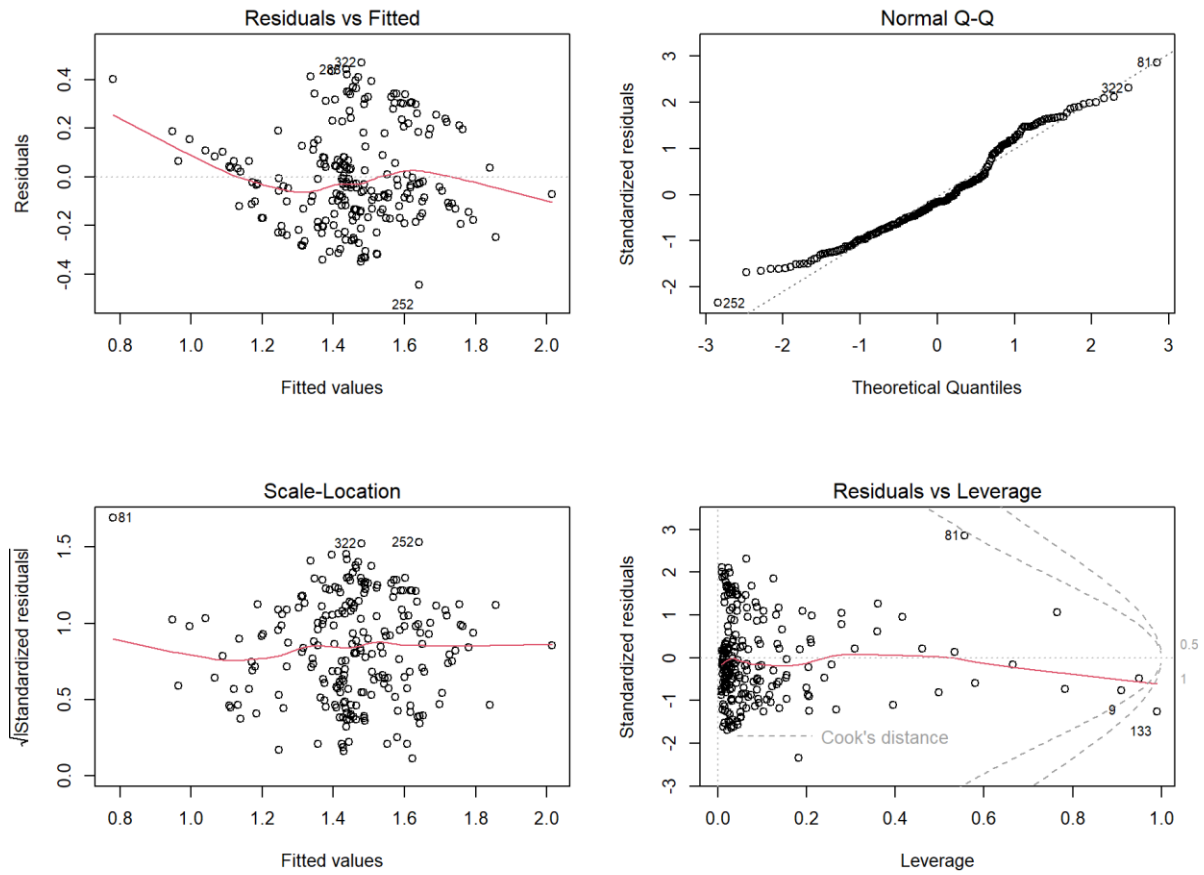 Residuals vs Fitted
Residuals
0.4
0.2
0.0
-0.2
-0.4
322
285
252
0.8 1.0 1.2 1.4 1.6 1.8 2.0
Fitted values
Normal Q-Q
Standardized residuals
3
2
1
0
-1
-2
81
322
252
-3 -2 -1 0 1 2 3
Theoretical Quantiles
Scale-Location
√|Standardized residuals|
1.5
1.0
0.5
0.0
81
322
252
0.8 1.0 1.2 1.4 1.6 1.8 2.0
Fitted values
Residuals vs Leverage
Standardized residuals
3
2
1
0
-1
-2
-3
81
0.5
1
9
133
Cook's distance
0.0 0.2 0.4 0.6 0.8 1.0
Leverage